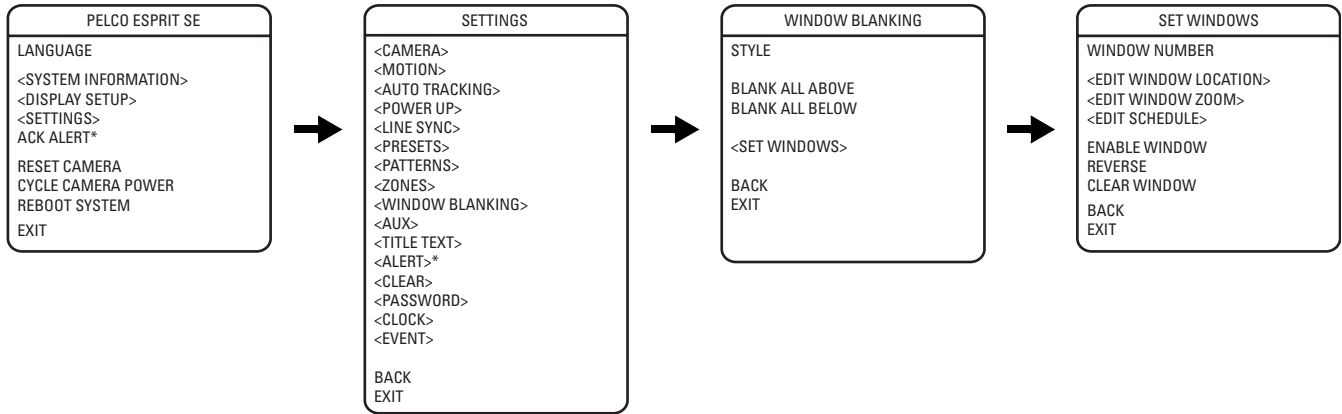 PELCO ESPRIT SE
LANGUAGE
<SYSTEM INFORMATION>
<DISPLAY SETUP>
<SETTINGS>
ACK ALERT*
RESET CAMERA
CYCLE CAMERA POWER
REBOOT SYSTEM
EXIT
SETTINGS
<CAMERA>
<MOTION>
<AUTO TRACKING>
<POWER UP>
<LINE SYNC>
<PRESETS>
<PATTERNS>
<ZONES>
<WINDOW BLANKING>
<AUX>
<TITLE TEXT>
<ALERT>*
<CLEAR>
<PASSWORD>
<CLOCK>
<EVENT>
BACK
EXIT
WINDOW BLANKING
STYLE
BLANK ALL ABOVE
BLANK ALL BELOW
<SET WINDOWS>
BACK
EXIT
SET WINDOWS
WINDOW NUMBER
<EDIT WINDOW LOCATION>
<EDIT WINDOW ZOOM>
<EDIT SCHEDULE>
ENABLE WINDOW
REVERSE
CLEAR WINDOW
BACK
EXIT